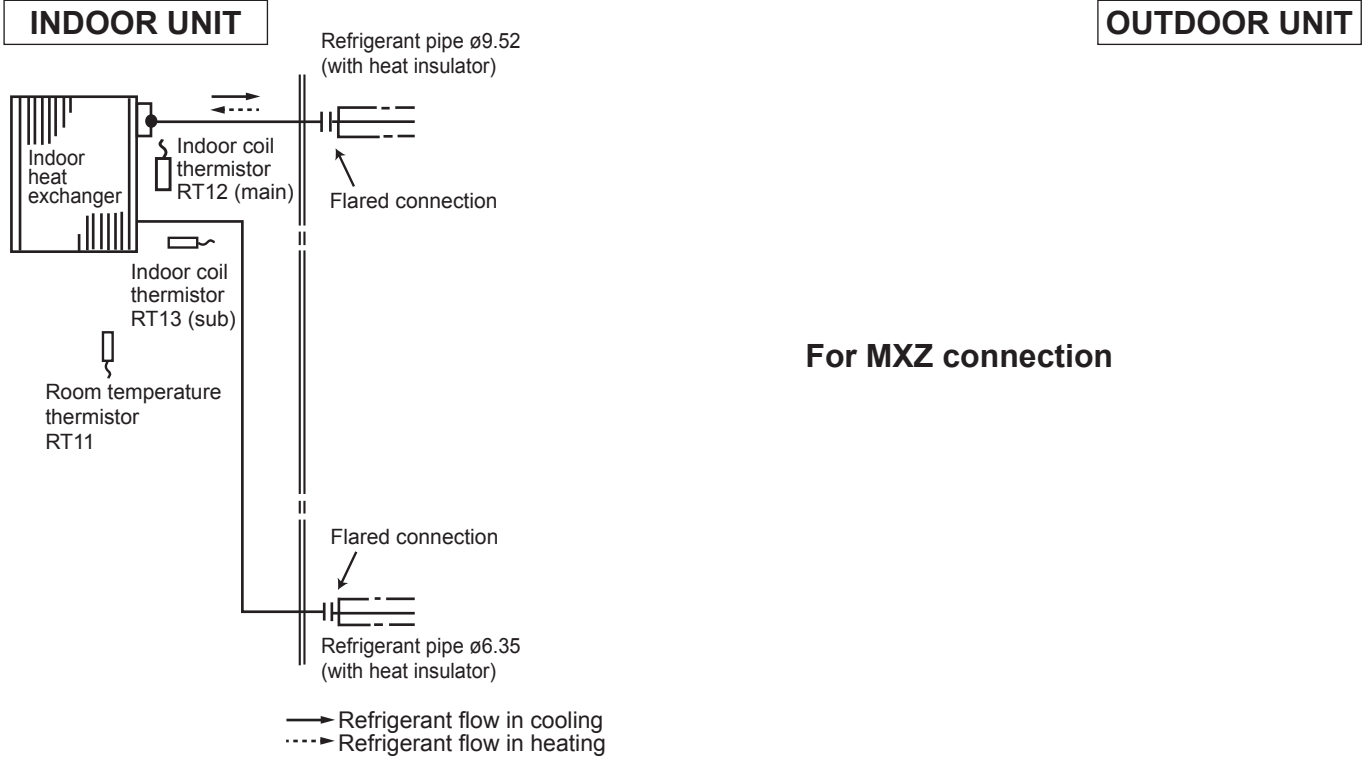 INDOOR UNIT
OUTDOOR UNIT
Refrigerant pipe ø9.52
(with heat insulator)
Indoor
heat
exchanger
Indoor coil
thermistor
RT12 (main)
Flared connection
Indoor coil
thermistor
RT13 (sub)
Room temperature
thermistor
RT11
For MXZ connection
Flared connection
Refrigerant pipe ø6.35
(with heat insulator)
Refrigerant flow in cooling
Refrigerant flow in heating